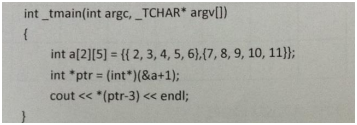 int _tmain(int argc, _TCHAR* argv[])
{
int a[2][5] = {{ 2, 3, 4, 5, 6},{7, 8, 9, 10, 11}};
int *ptr = (int*)(&a+1);
cout << *(ptr-3) << endl;
}